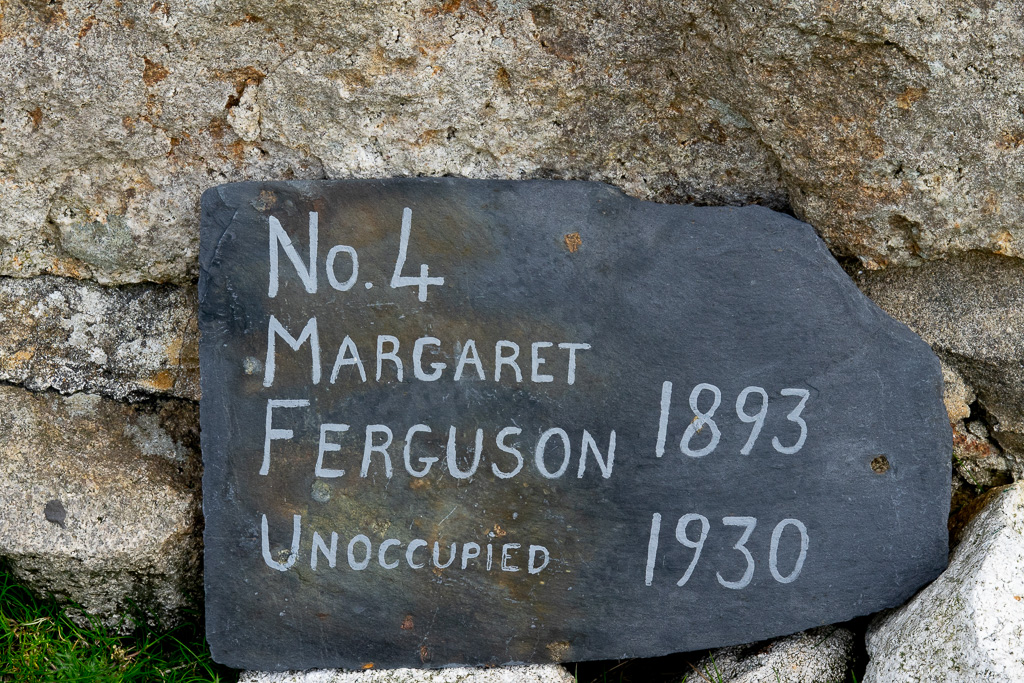 No. 4
MARGARET
FERGUSON 1893
UNOCCUPIED 1930